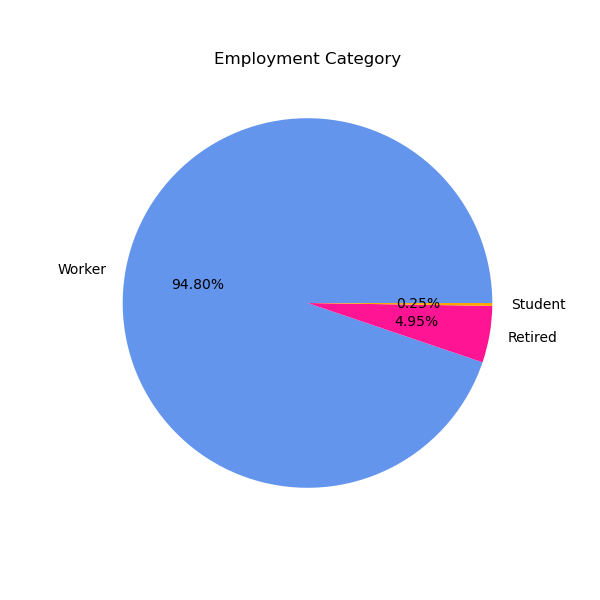 Employment Category
Worker
94.80%
0.25%
Student
4.95%
Retired